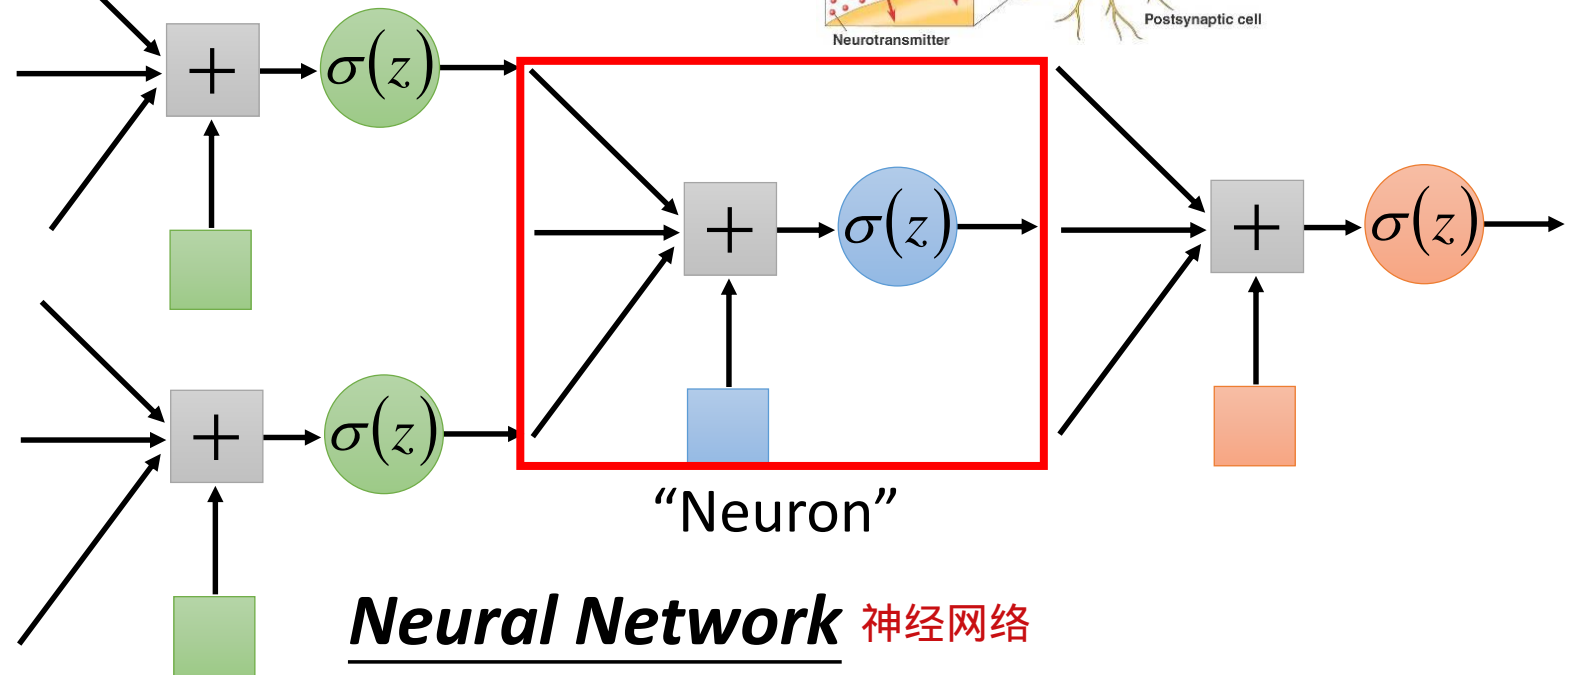 Postsynaptic cell
Neurotransmitter
+
σ(z)
+
σ(z)
+
σ(z)
+
σ(z)
“Neuron”
Neural Network 神经网络